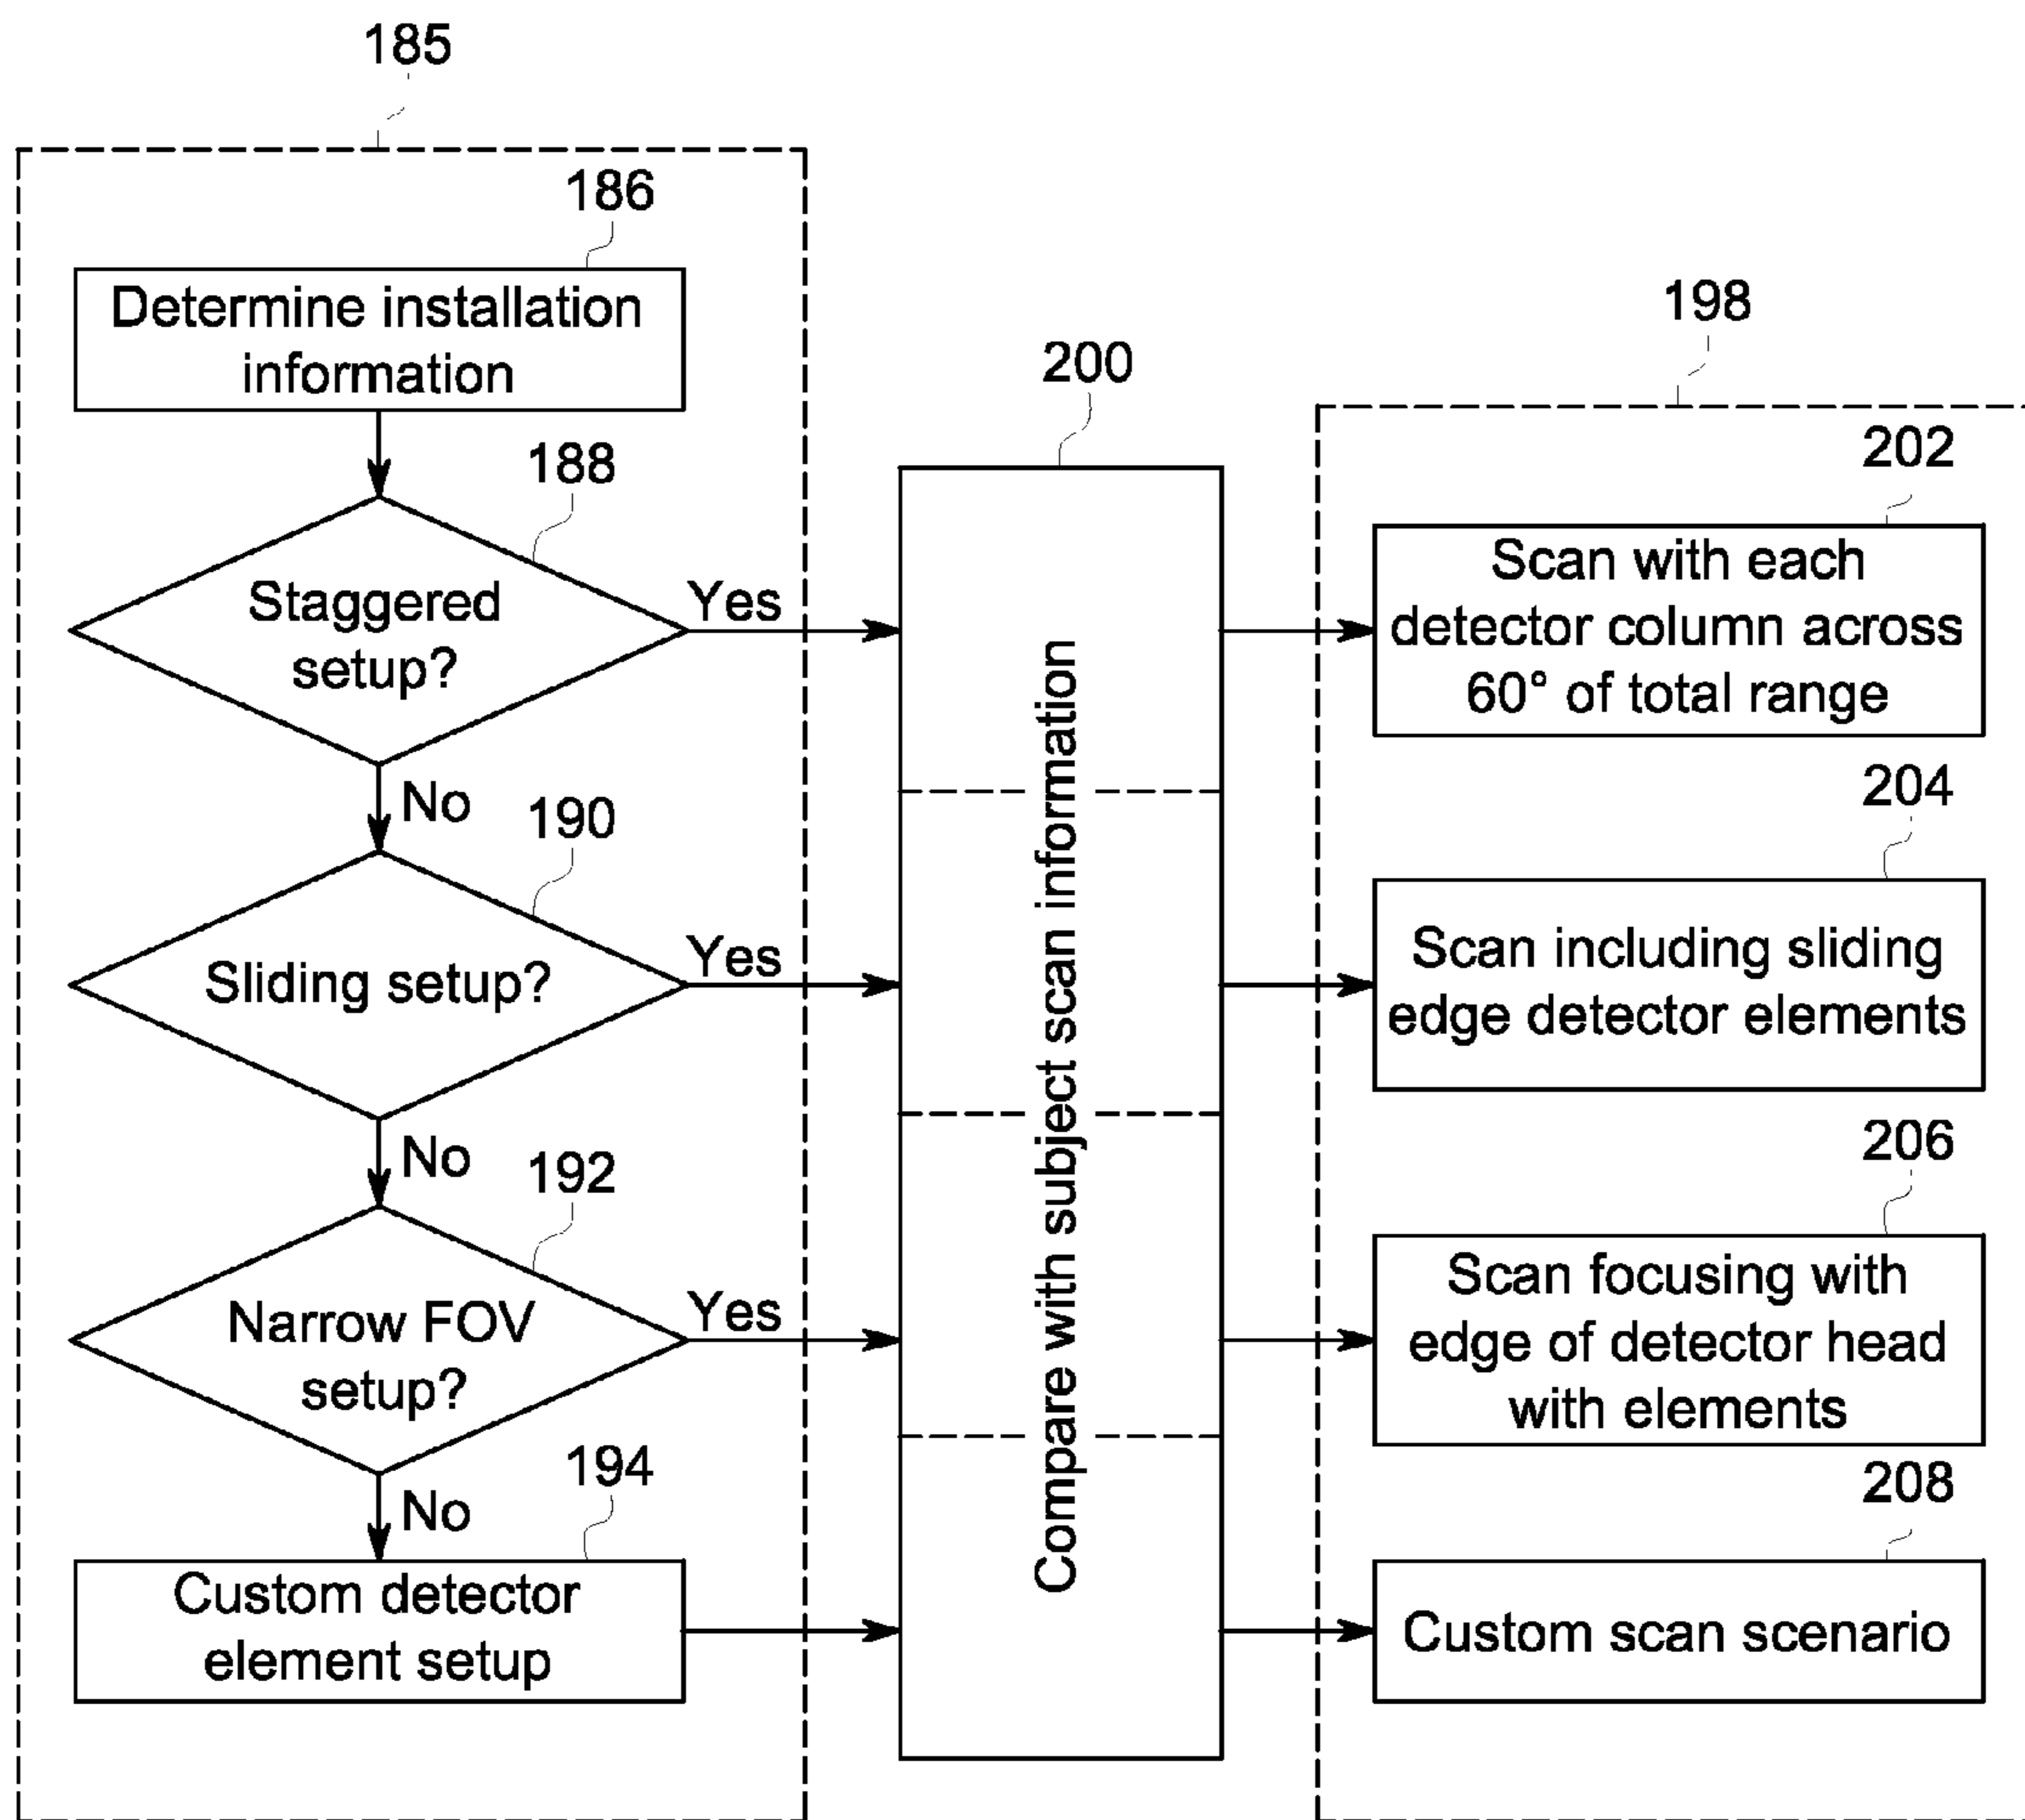 185
186
Determine installation
information
188
Staggered
setup?
Yes
No
190
Sliding setup?
Yes
No
192
Narrow FOV
setup?
Yes
No
194
Custom detector
element setup
200
Compare with subject scan information
198
202
Scan with each
detector column across
60° of total range
204
Scan including sliding
edge detector elements
206
Scan focusing with
edge of detector head
with elements
208
Custom scan scenario